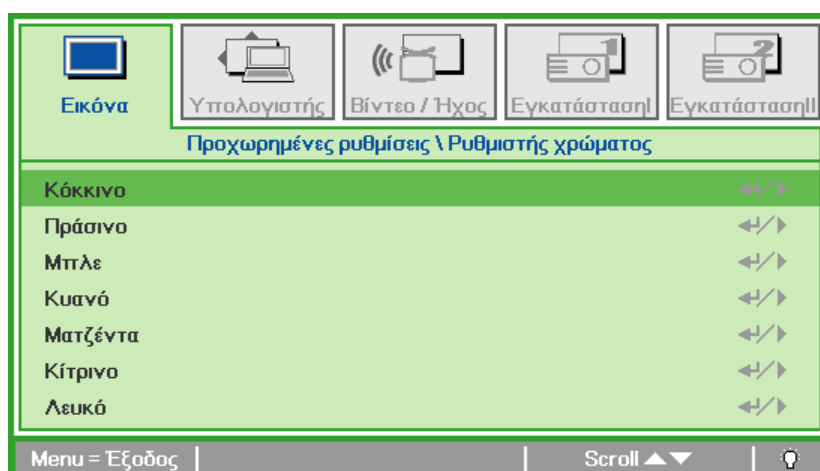 Εικόνα
Υπολογιστής
Βίντεο / Ήχος
ΕγκατάστασηI
ΕγκατάστασηII
Προχωρημένες ρυθμίσεις \ Ρυθμιστής χρώματος
Κόκκινο
Πράσινο
Μπλε
Κυανό
Ματζέντα
Κίτρινο
Λευκό
Menu = Έξοδος
Scroll ▲▼